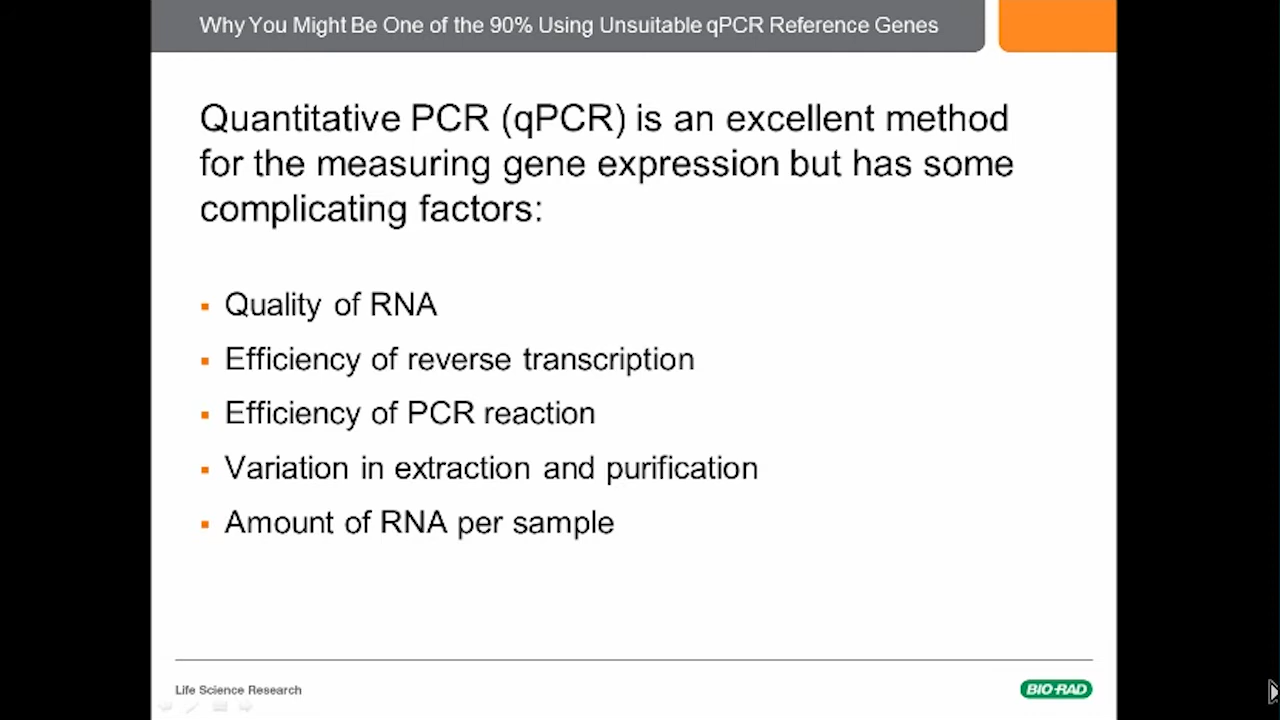 Why You Might Be One of the 90% Using Unsuitable qPCR Reference Genes
Quantitative PCR (qPCR) is an excellent method
for the measuring gene expression but has some
complicating factors:
▪ Quality of RNA
▪ Efficiency of reverse transcription
▪ Efficiency of PCR reaction
▪ Variation in extraction and purification
▪ Amount of RNA per sample
Life Science Research
BIO-RAD